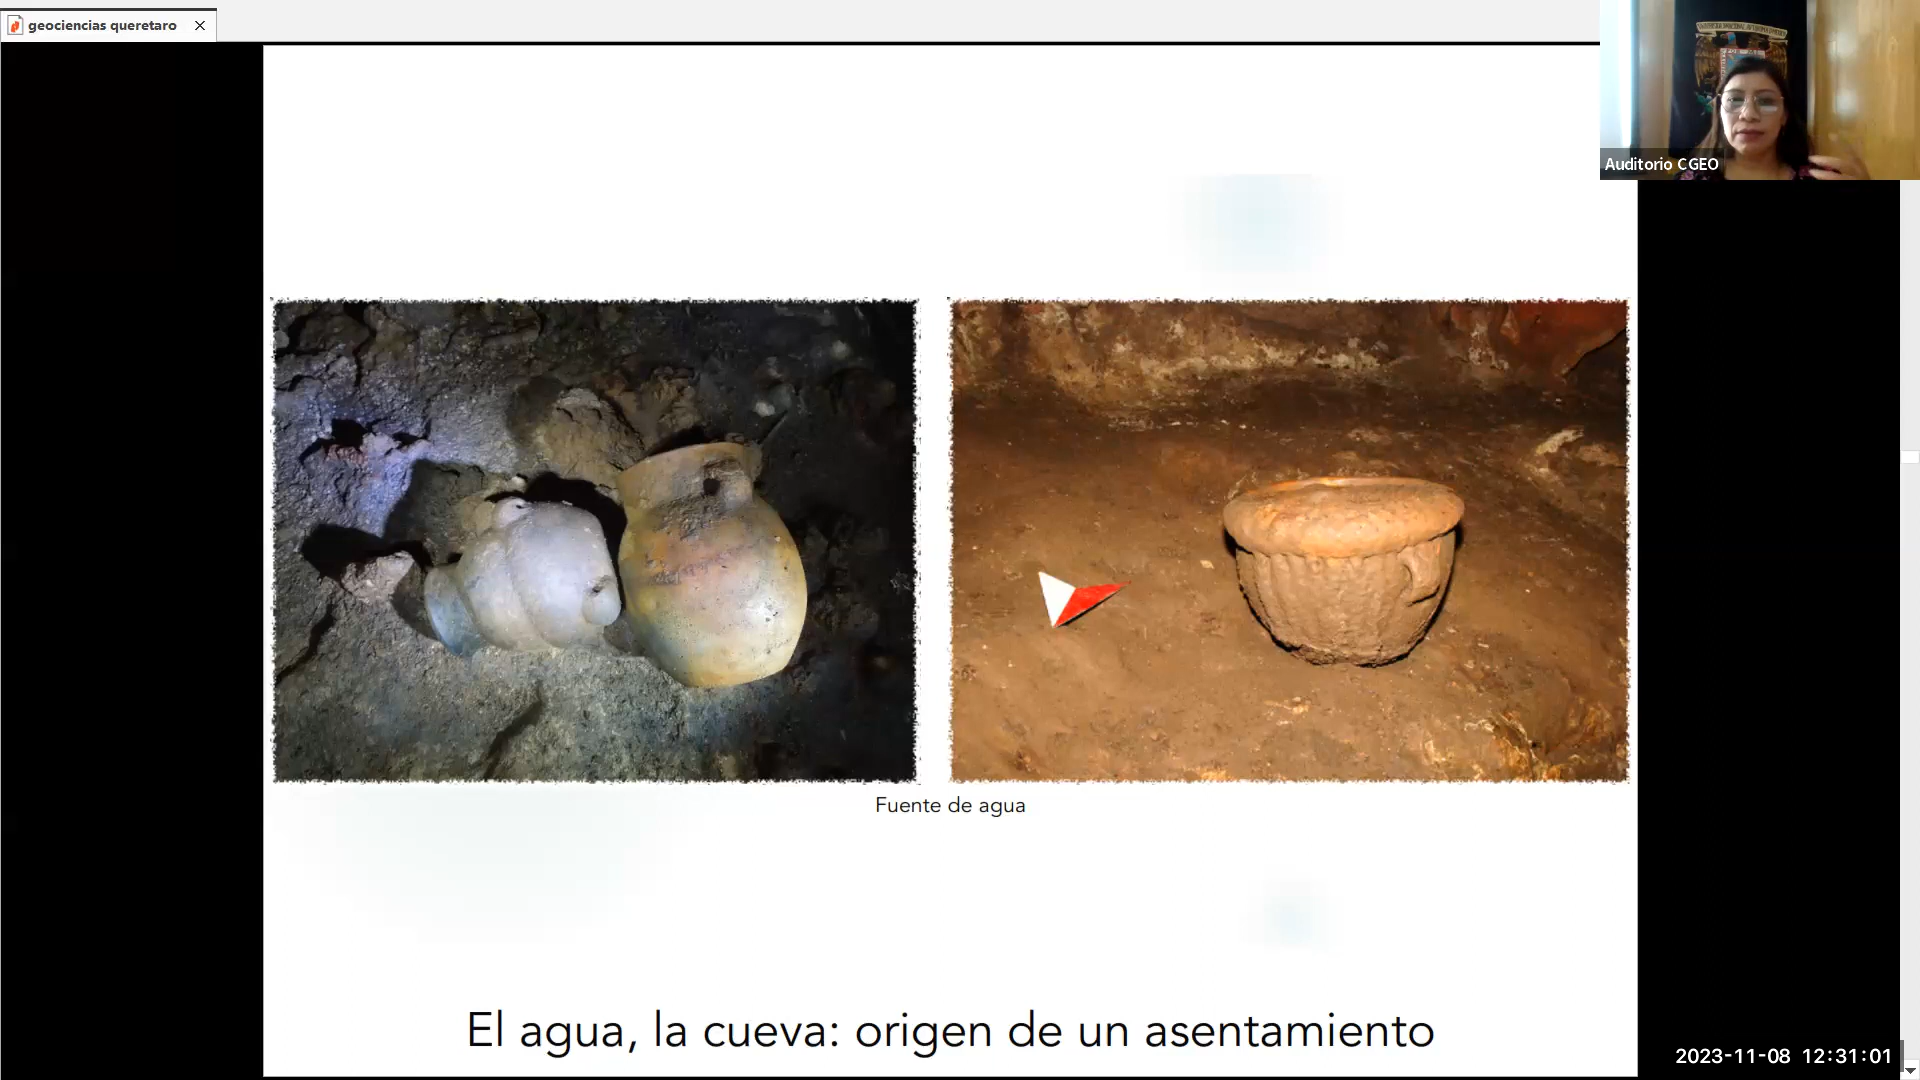 geociencias queretaro
Auditorio CGEO
Fuente de agua
El agua, la cueva: origen de un asentamiento
2023-11-08 12:31:01